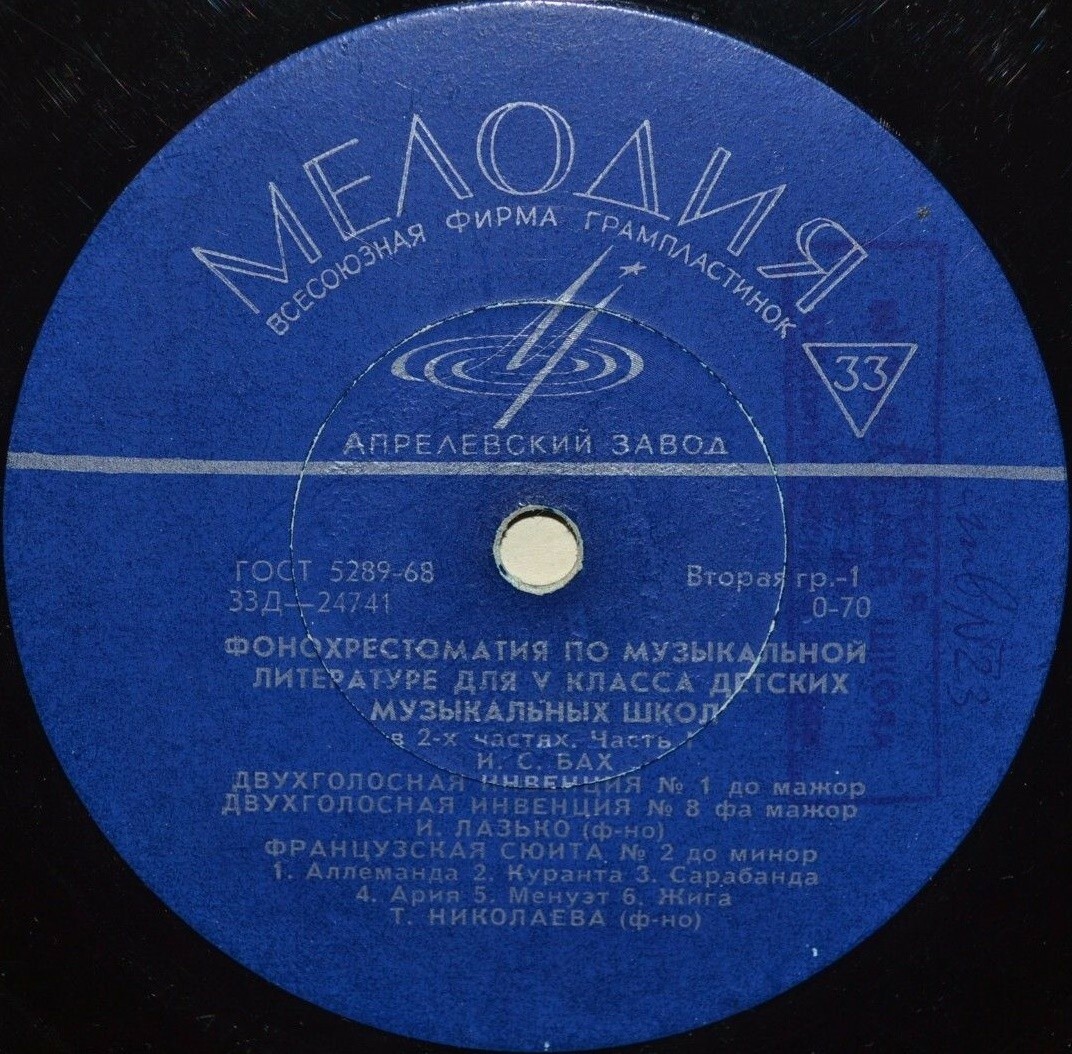 МЕЛОДИЯ
ВСЕСОЮЗНАЯ ФИРМА ГРАМПЛАСТИНОК
33
АПРЕЛЕВСКИЙ ЗАВОД
ГОСТ 5289-68
Вторая гр.-1
33Д—24741
0-70
ФОНОХРЕСТОМАТИЯ ПО МУЗЫКАЛЬНОЙ
ЛИТЕРАТУРЕ ДЛЯ V КЛАССА ДЕТСКИХ
МУЗЫКАЛЬНЫХ ШКОЛ
в 2-х частях. Часть I
И. С. БАХ
ДВУХГОЛОСНАЯ ИНВЕНЦИЯ № 1 до мажор
ДВУХГОЛОСНАЯ ИНВЕНЦИЯ № 8 фа мажор
И. ЛАЗЬКО (ф-но)
ФРАНЦУЗСКАЯ СЮИТА № 2 до минор
1. Аллеманда 2. Куранта 3. Сарабанда
4. Ария 5. Менуэт 6. Жига
Т. НИКОЛАЕВА (ф-но)